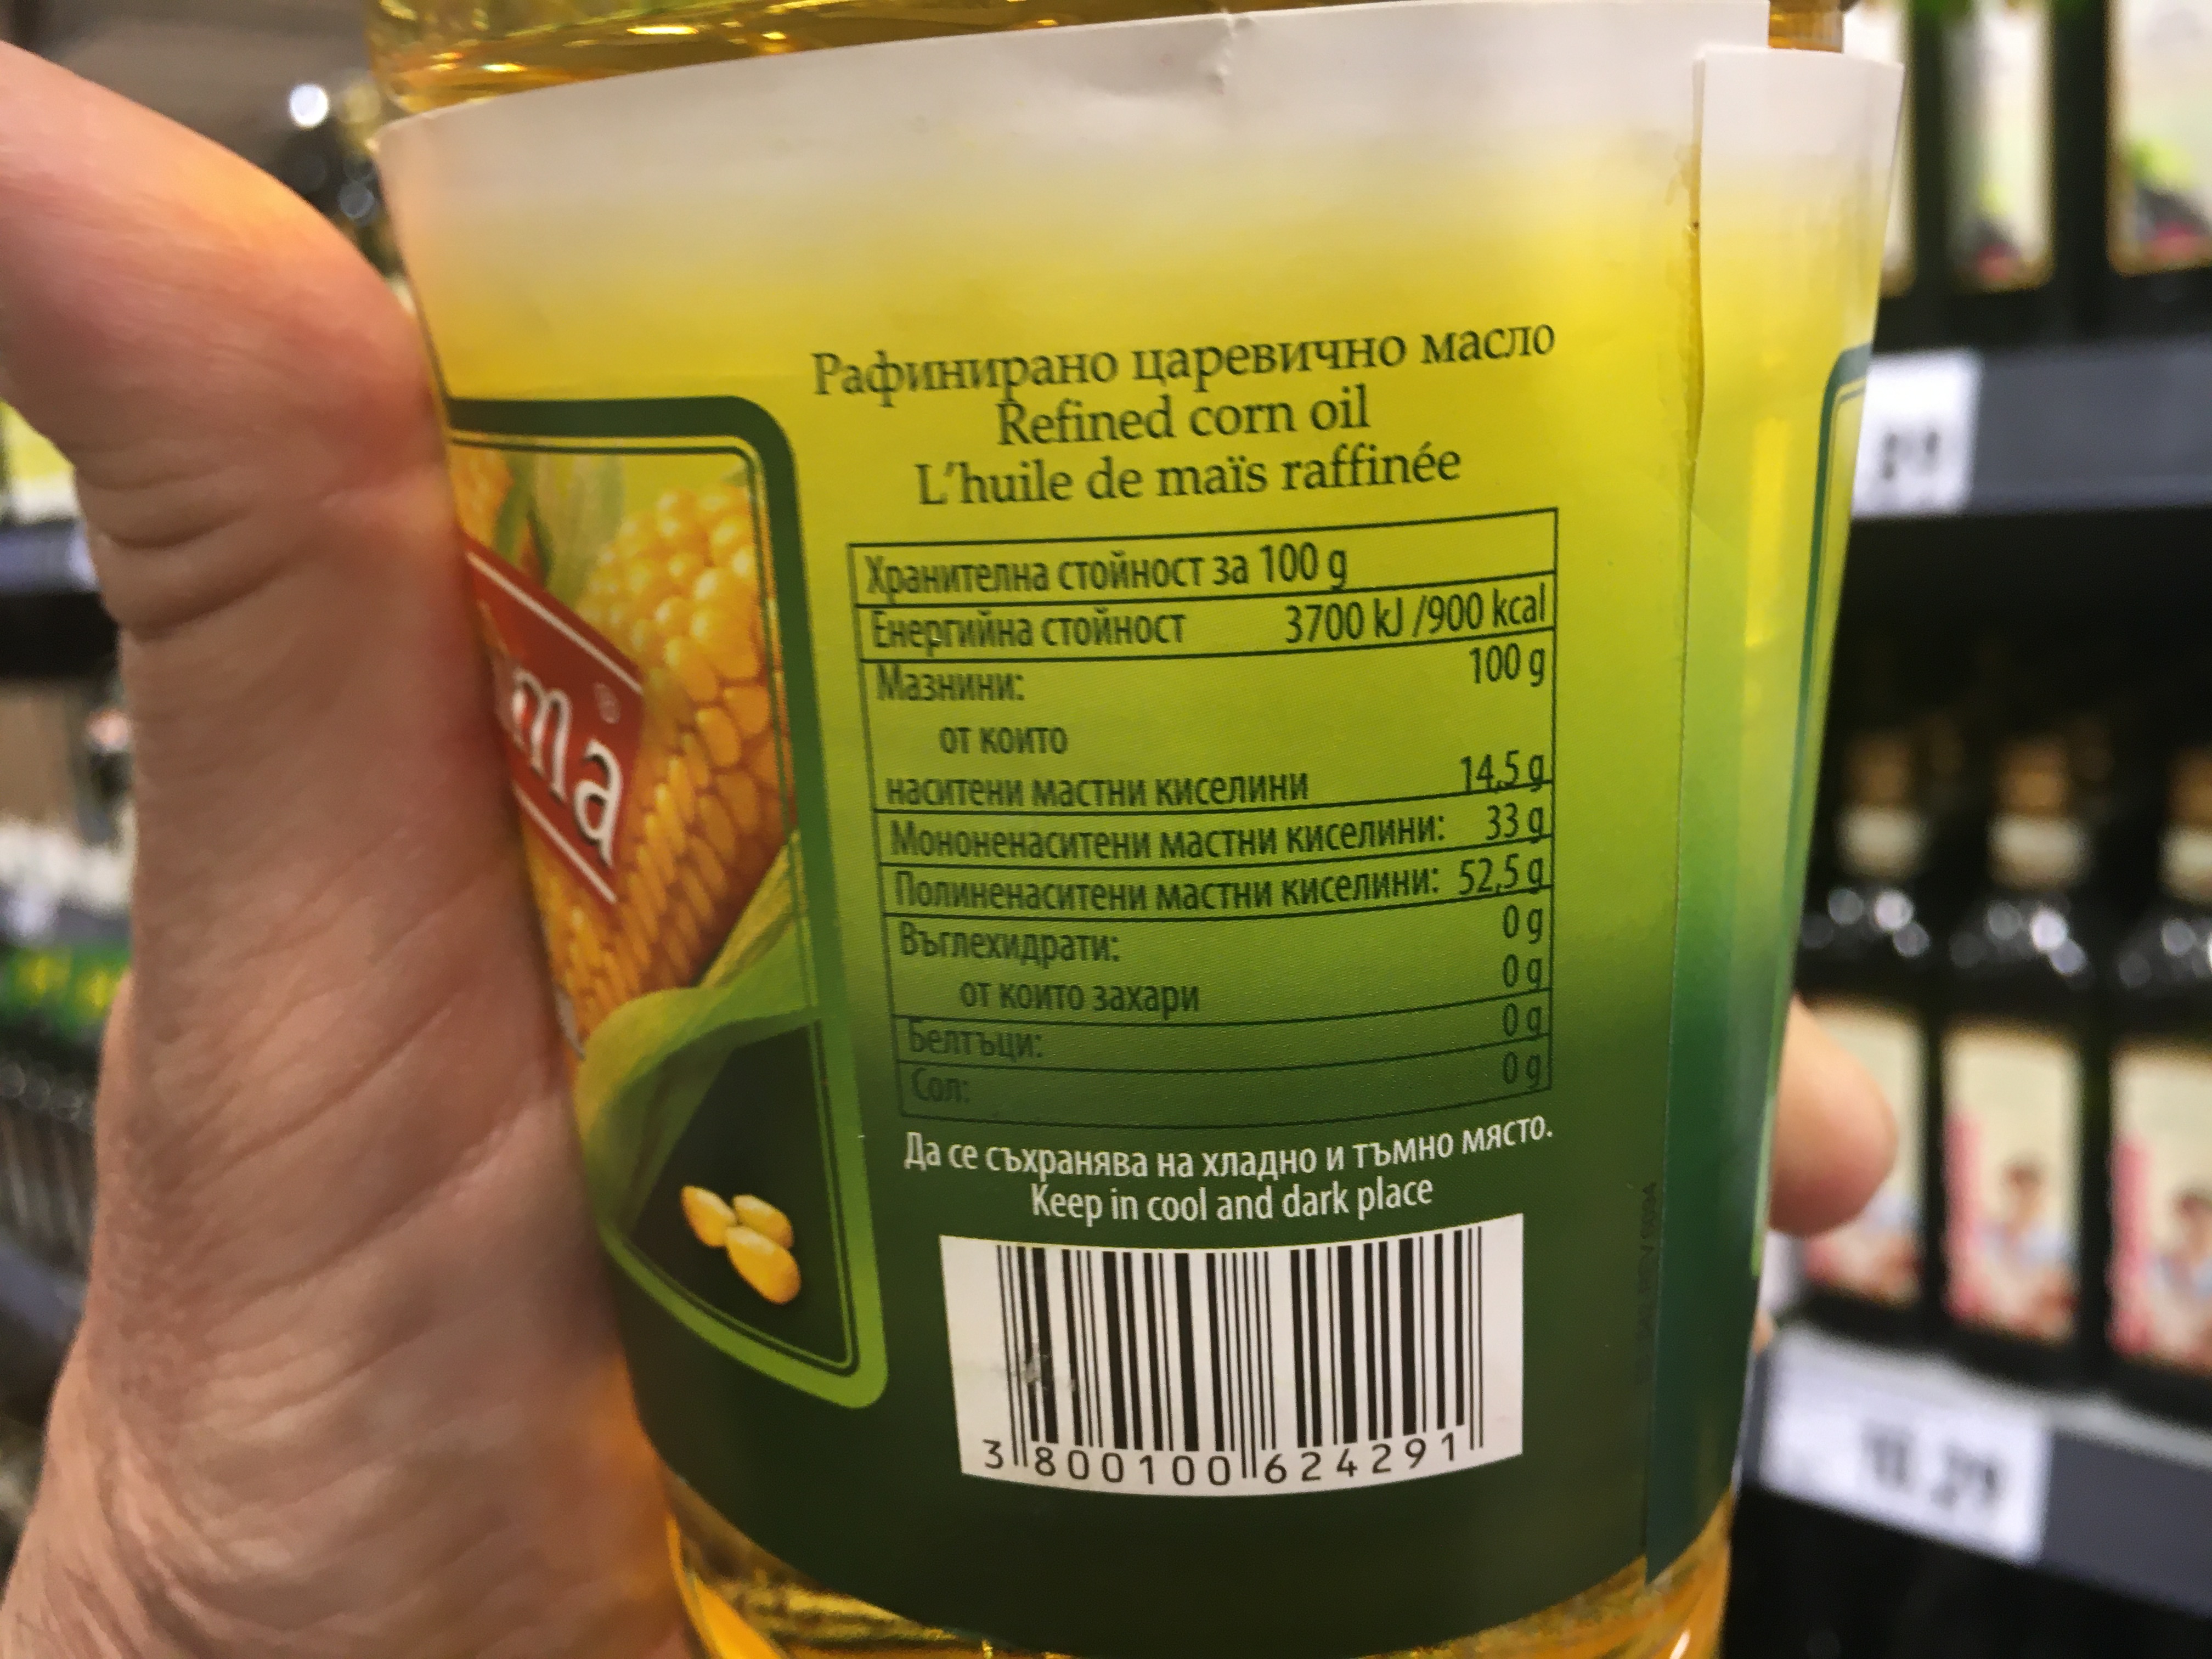 Рафинирано царевично масло
Refined corn oil
L'huile de maïs raffinée
Хранителна стойност за 100 g
Енергийна стойност 3700 kJ /900 kcal
Мазнини: 100 g
от които
наситени мастни киселини 14,5 g
Мононенаситени мастни киселини: 33 g
Полиненаситени мастни киселини: 52,5 g
Въглехидрати: 0 g
от които захари 0 g
Белтъци: 0 g
Сол: 0 g
Да се съхранява на хладно и тъмно място.
Keep in cool and dark place
3 800100 624291
ma®